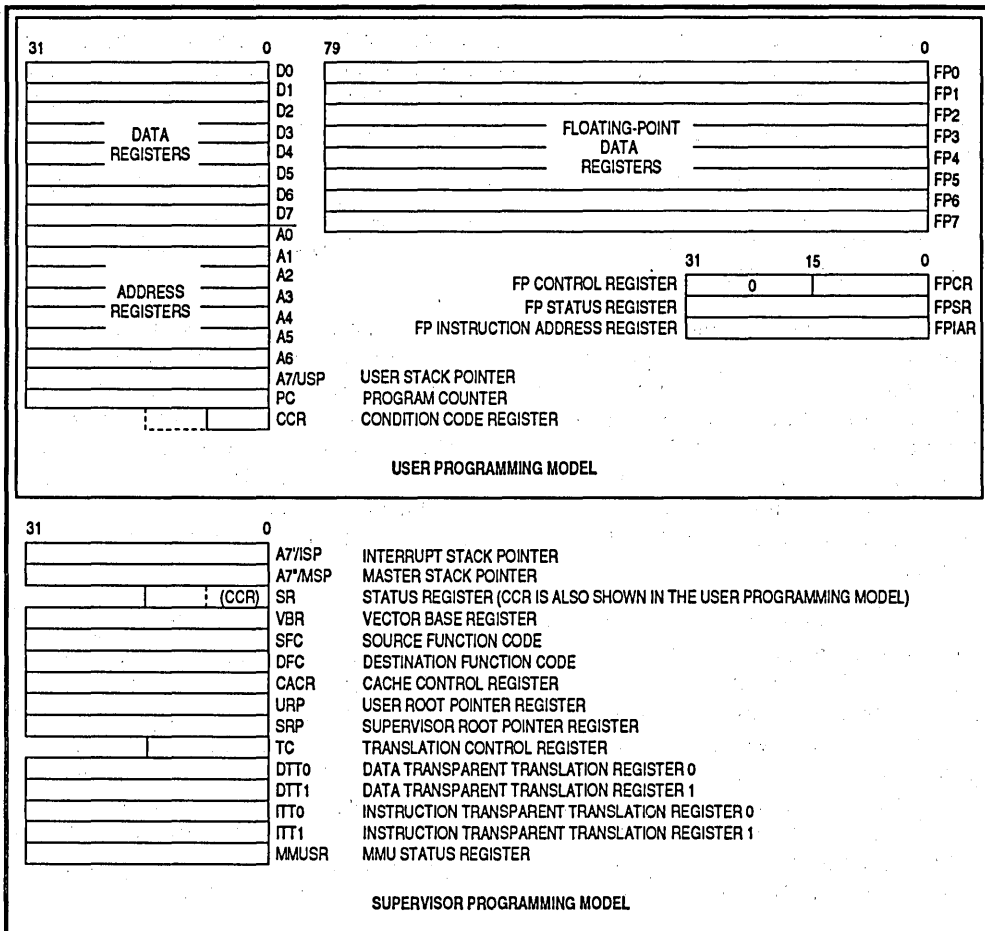 31 0 79 0
D0 FP0
D1 FP1
D2 FP2
DATA REGISTERS D3 FLOATING-POINT DATA REGISTERS FP3
D4 FP4
D5 FP5
D6 FP6
D7 FP7
A0
A1
A2
ADDRESS REGISTERS A3
A4
A5
A6
31 15 0
FP CONTROL REGISTER 0 FPCR
FP STATUS REGISTER FPSR
FP INSTRUCTION ADDRESS REGISTER FPIAR
A7/USP USER STACK POINTER
PC PROGRAM COUNTER
CCR CONDITION CODE REGISTER
USER PROGRAMMING MODEL
31 0
A7'/ISP INTERRUPT STACK POINTER
A7"/MSP MASTER STACK POINTER
(CCR) SR STATUS REGISTER (CCR IS ALSO SHOWN IN THE USER PROGRAMMING MODEL)
VBR VECTOR BASE REGISTER
SFC SOURCE FUNCTION CODE
DFC DESTINATION FUNCTION CODE
CACR CACHE CONTROL REGISTER
URP USER ROOT POINTER REGISTER
SRP SUPERVISOR ROOT POINTER REGISTER
TC TRANSLATION CONTROL REGISTER
DTT0 DATA TRANSPARENT TRANSLATION REGISTER 0
DTT1 DATA TRANSPARENT TRANSLATION REGISTER 1
ITT0 INSTRUCTION TRANSPARENT TRANSLATION REGISTER 0
ITT1 INSTRUCTION TRANSPARENT TRANSLATION REGISTER 1
MMUSR MMU STATUS REGISTER
SUPERVISOR PROGRAMMING MODEL